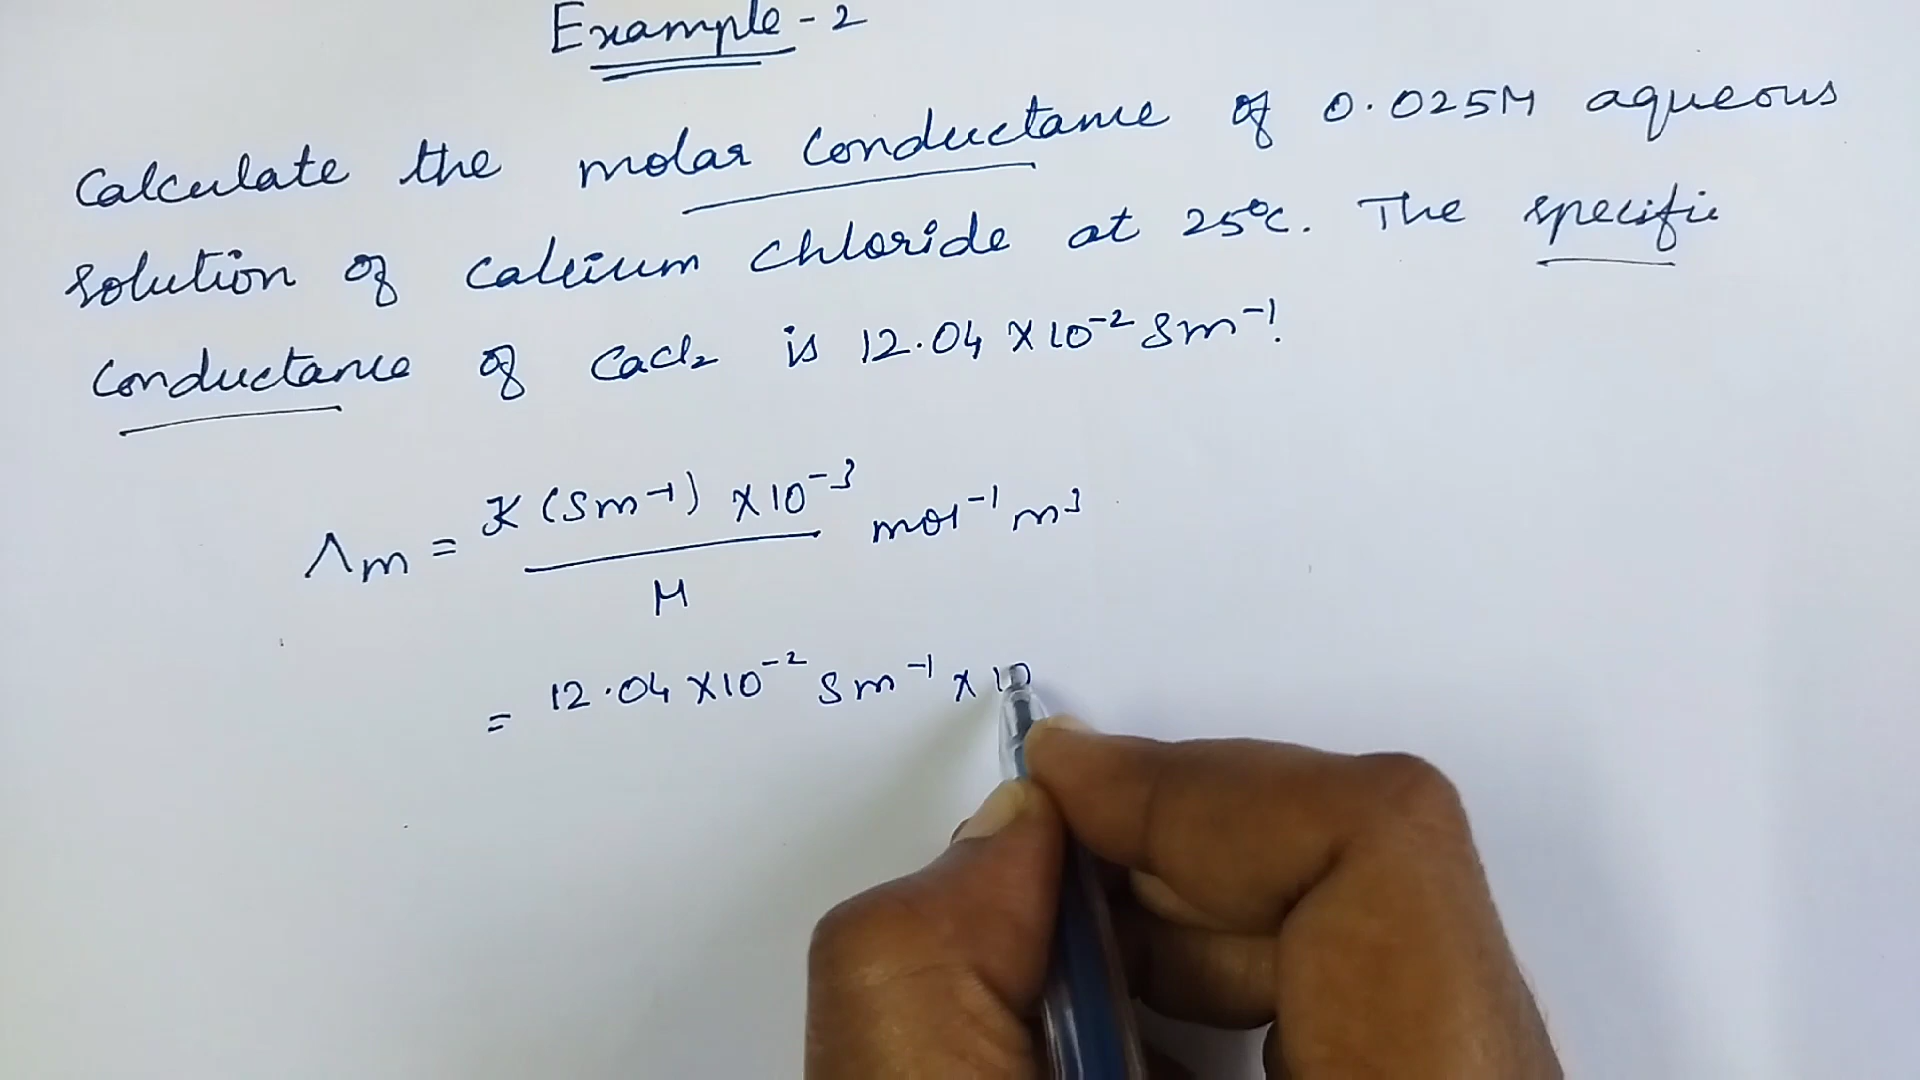 Example-2
Calculate the molar conductance of 0.025M aqueous
solution of calcium chloride at 25°C. The specific
conductance of CaCl₂ is 12.04 × 10⁻² Sm⁻¹.
Λm = K (Sm⁻¹) × 10⁻³ / M mol⁻¹ m³
= 12.04 × 10⁻² Sm⁻¹ × 10